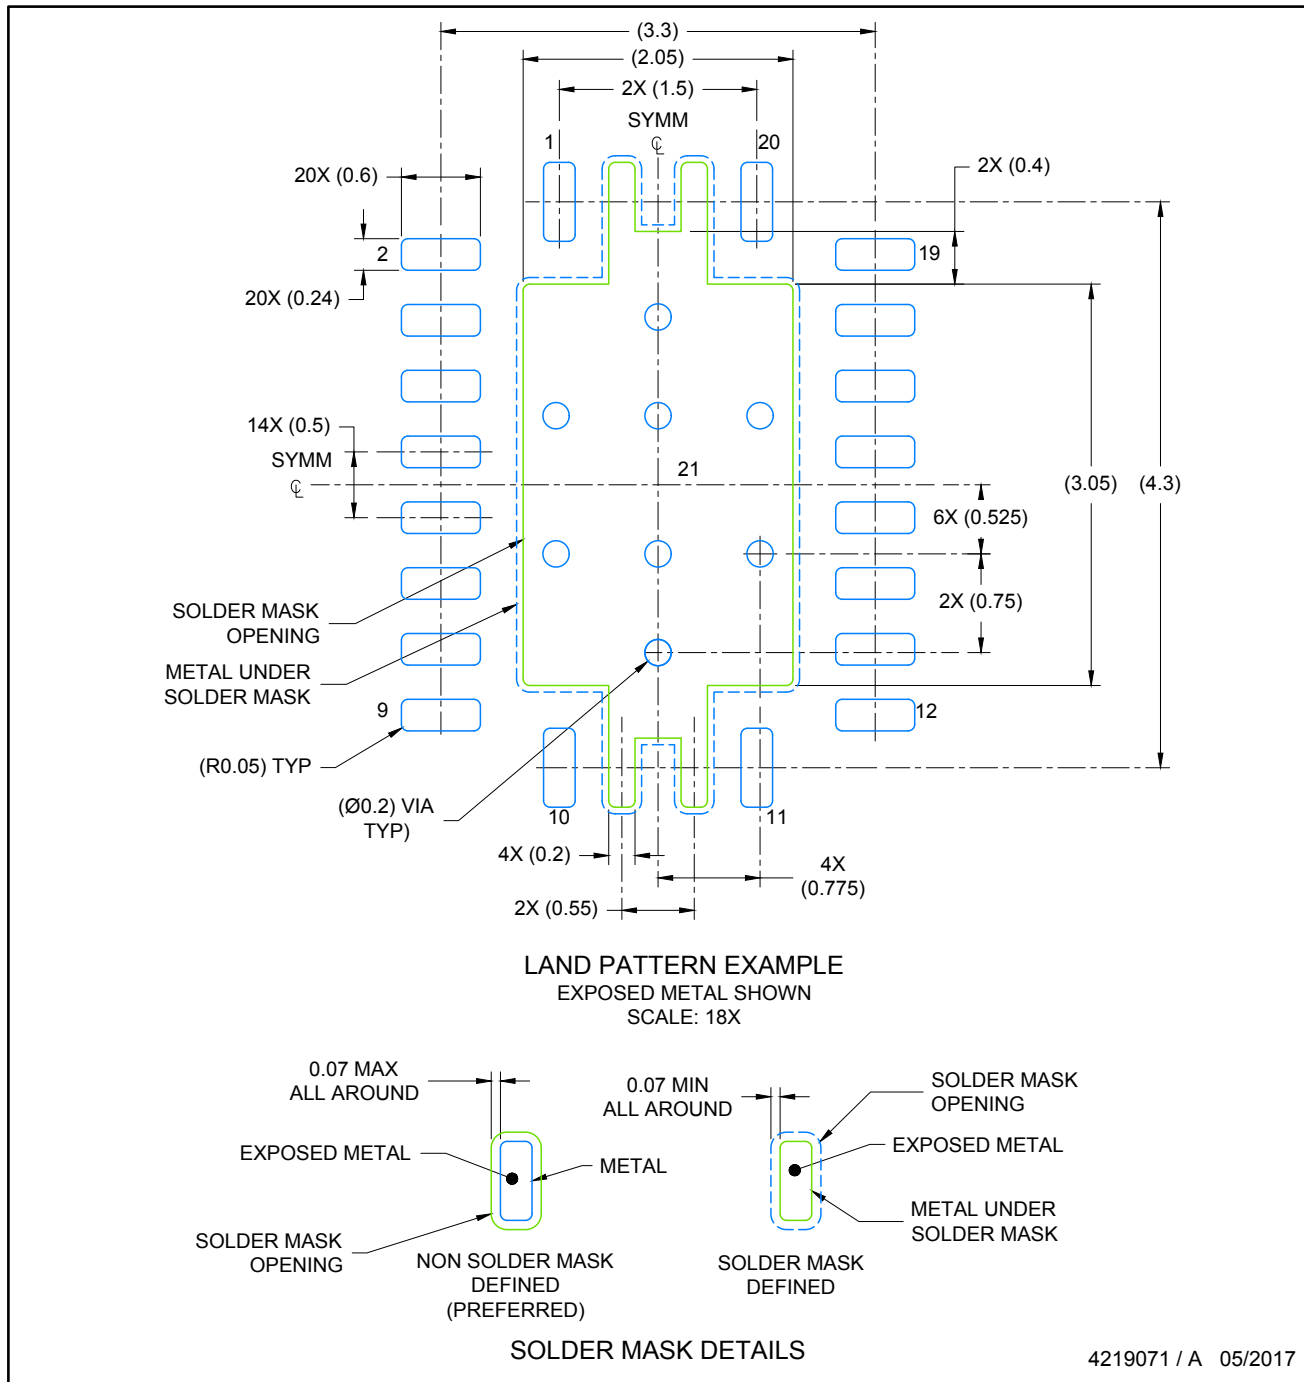 (3.3)
(2.05)
2X (1.5)
SYMM
℄
1
20
2X (0.4)
20X (0.6)
2
19
20X (0.24)
14X (0.5)
SYMM
℄
21
(3.05)
(4.3)
6X (0.525)
2X (0.75)
SOLDER MASK
OPENING
METAL UNDER
SOLDER MASK
9
12
(R0.05) TYP
(Ø0.2) VIA
TYP)
10
11
4X (0.2)
4X
(0.775)
2X (0.55)
LAND PATTERN EXAMPLE
EXPOSED METAL SHOWN
SCALE: 18X
0.07 MAX
ALL AROUND
EXPOSED METAL
METAL
SOLDER MASK
OPENING
NON SOLDER MASK
DEFINED
(PREFERRED)
0.07 MIN
ALL AROUND
SOLDER MASK
OPENING
EXPOSED METAL
METAL UNDER
SOLDER MASK
SOLDER MASK
DEFINED
SOLDER MASK DETAILS
4219071 / A 05/2017